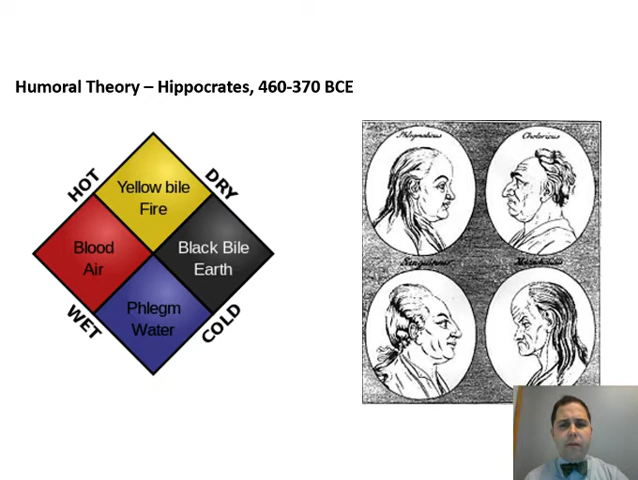 Humoral Theory – Hippocrates, 460-370 BCE
HOT
DRY
Yellow bile
Fire
Blood
Air
Black Bile
Earth
Phlegm
Water
WET
COLD
Phlegmaticus
Cholericus
Sanguineus